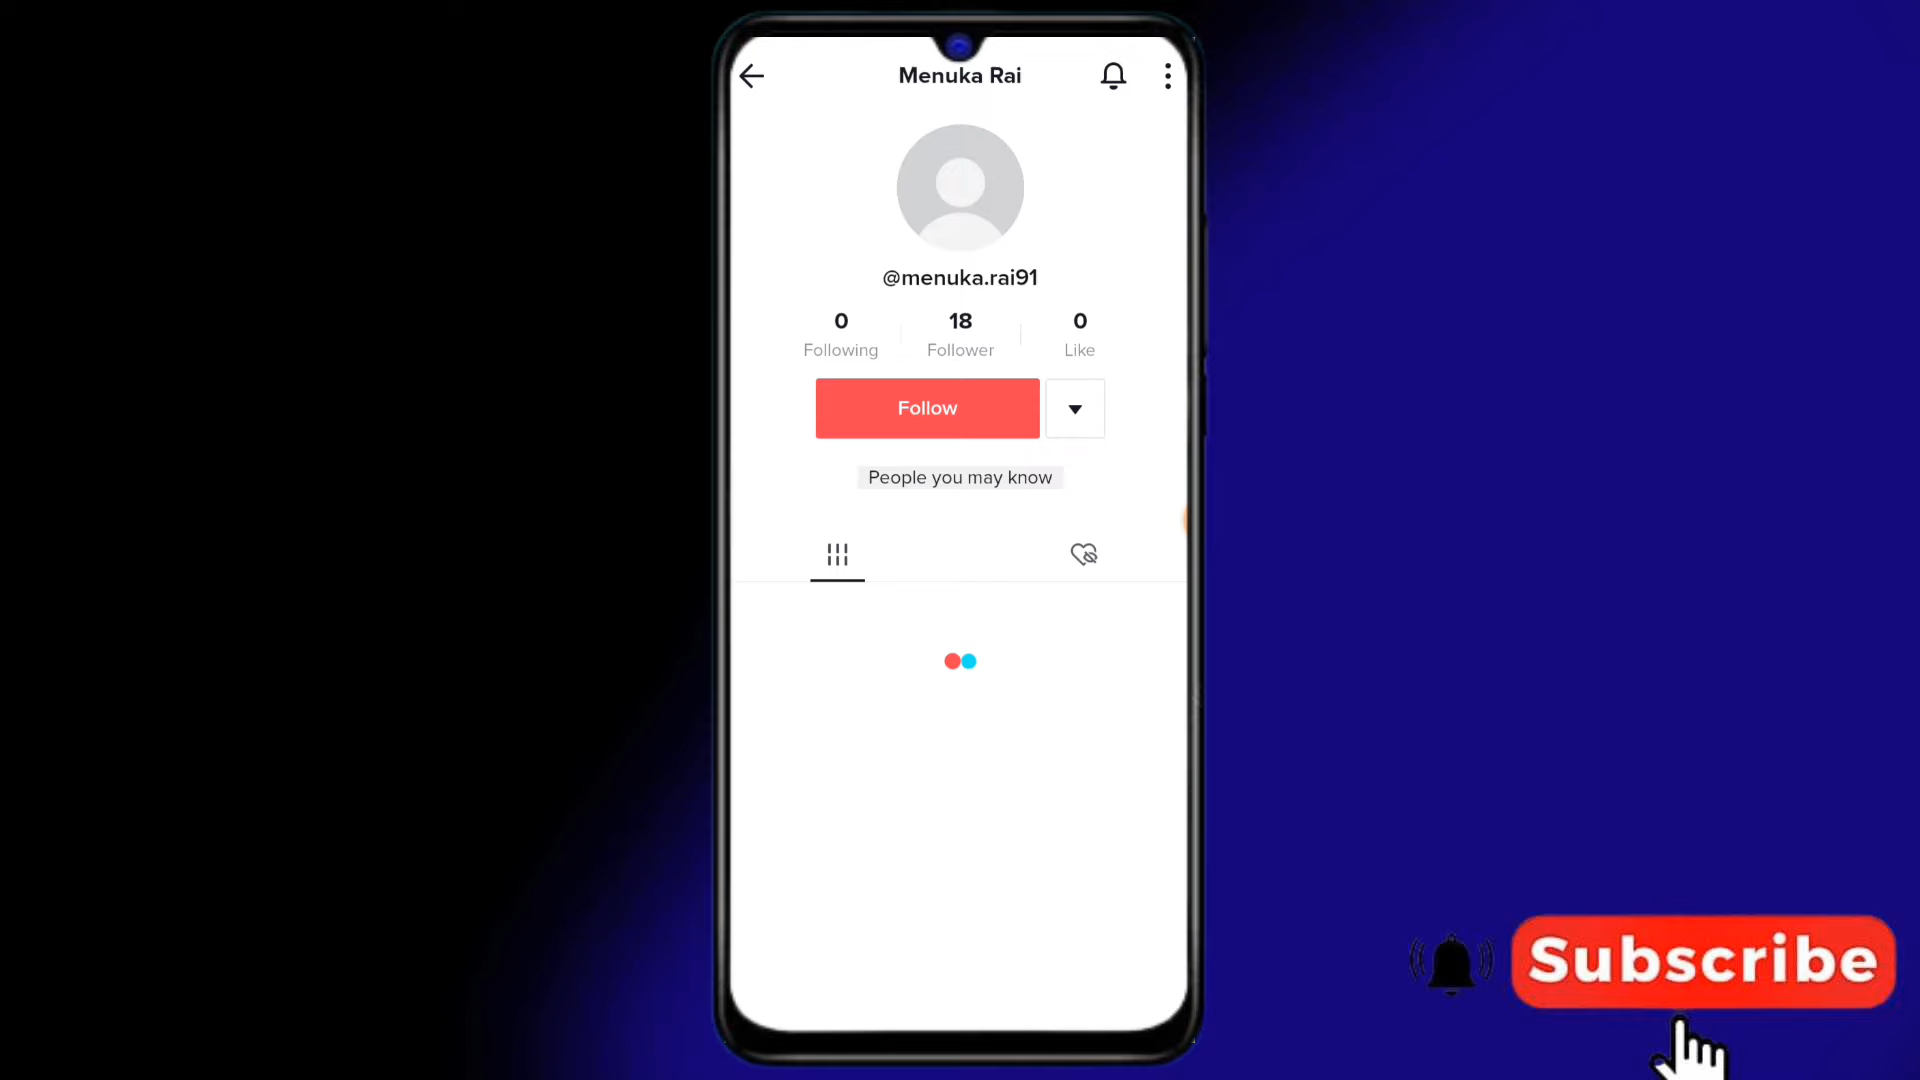 Menuka Rai
@menuka.rai91
0 18 0
Following Follower Like
Follow
People you may know
Subscribe